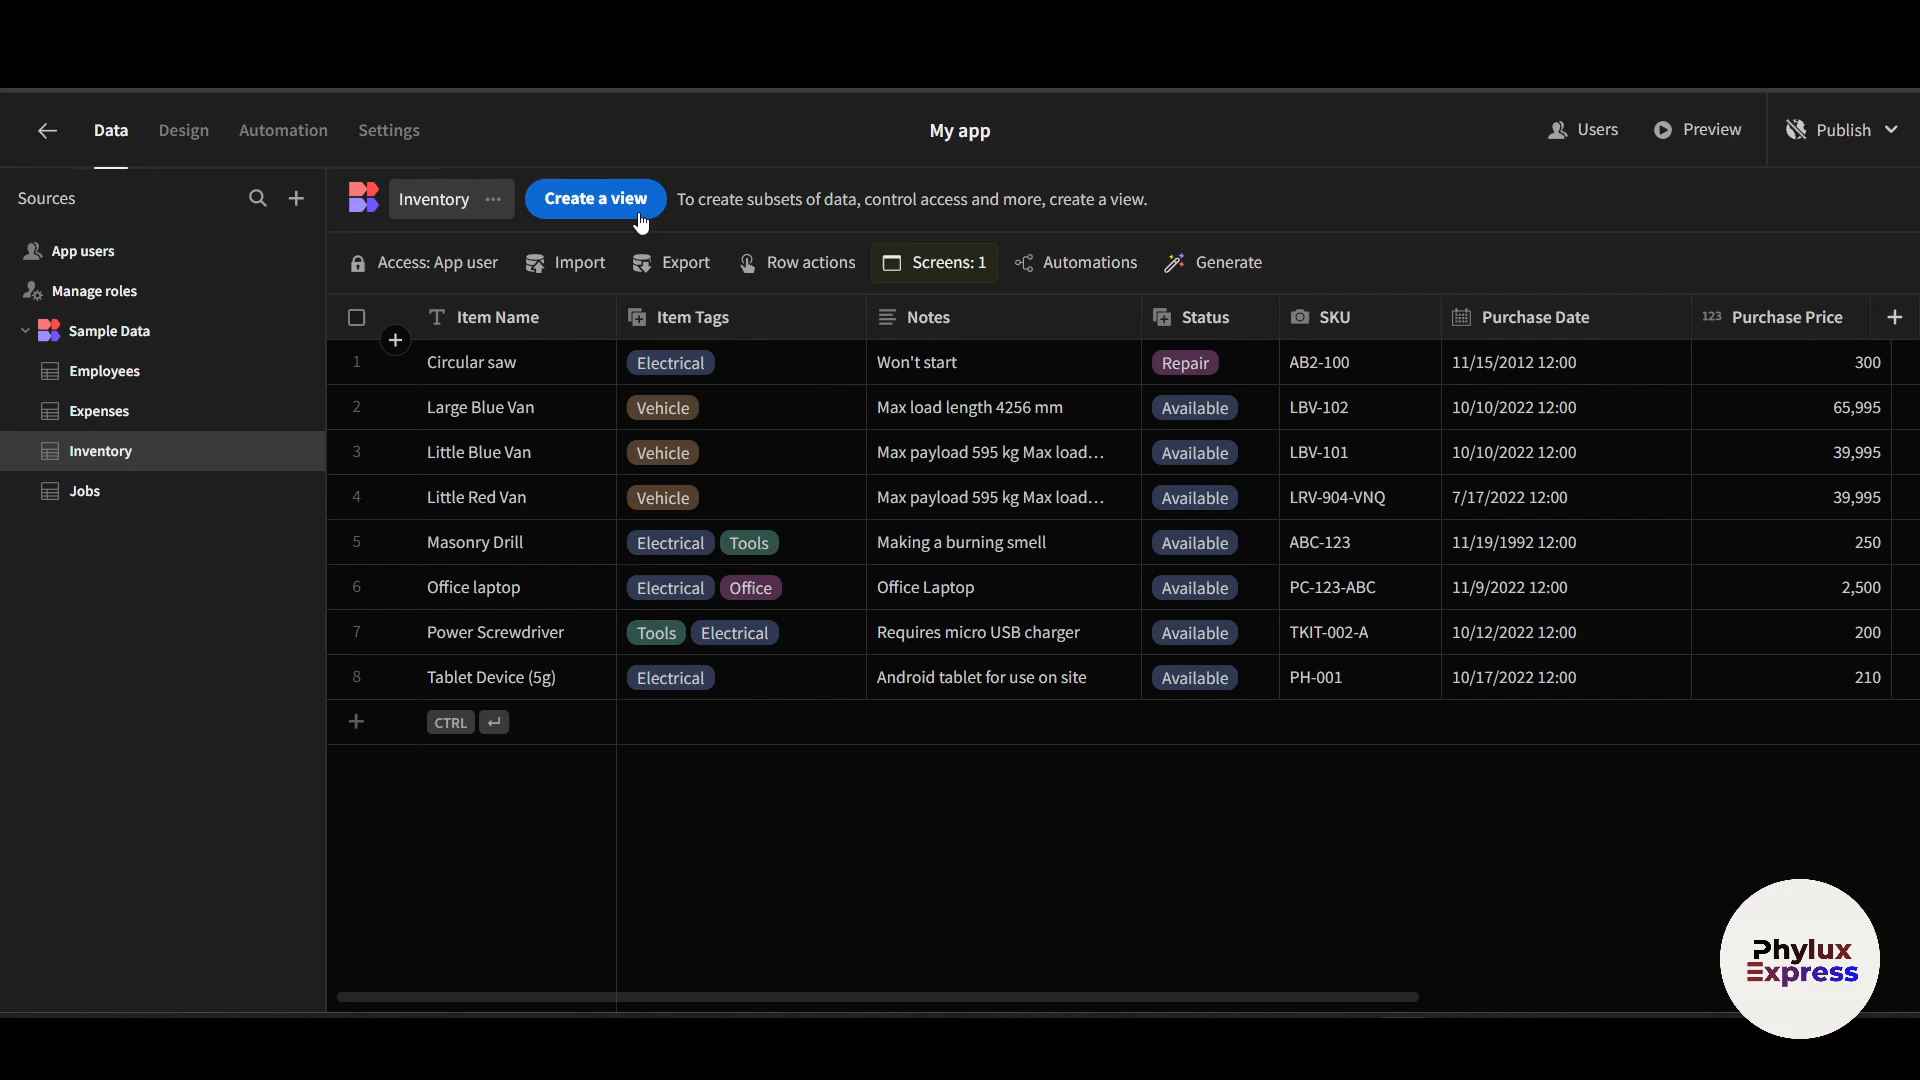 Data Design Automation Settings My app Users Preview Publish
Sources
Inventory ··· Create a view To create subsets of data, control access and more, create a view.
App users
Manage roles
Sample Data
Employees
Expenses
Inventory
Jobs
Access: App user Import Export Row actions Screens: 1 Automations Generate
Item Name Item Tags Notes Status SKU 123 Purchase Date Purchase Price
1 Circular saw Electrical Won't start Repair AB2-100 11/15/2012 12:00 300
2 Large Blue Van Vehicle Max load length 4256 mm Available LBV-102 10/10/2022 12:00 65,995
3 Little Blue Van Vehicle Max payload 595 kg Max load... Available LBV-101 10/10/2022 12:00 39,995
4 Little Red Van Vehicle Max payload 595 kg Max load... Available LRV-904-VNQ 7/17/2022 12:00 39,995
5 Masonry Drill Electrical Tools Making a burning smell Available ABC-123 11/19/1992 12:00 250
6 Office laptop Electrical Office Office Laptop Available PC-123-ABC 11/9/2022 12:00 2,500
7 Power Screwdriver Tools Electrical Requires micro USB charger Available TKIT-002-A 10/12/2022 12:00 200
8 Tablet Device (5g) Electrical Android tablet for use on site Available PH-001 10/17/2022 12:00 210
CTRL
Phylux
Express